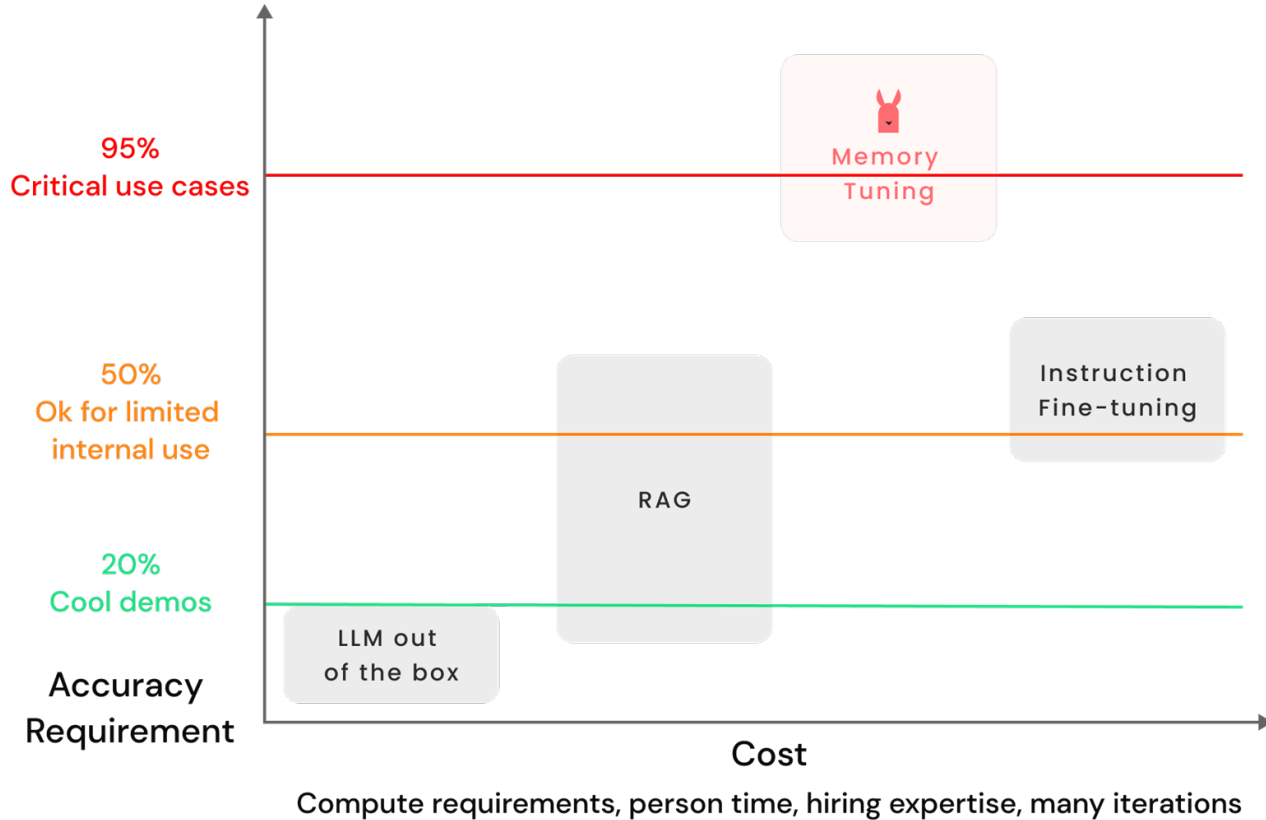 95%
Critical use cases
Memory
Tuning
50%
Ok for limited
internal use
Instruction
Fine-tuning
RAG
20%
Cool demos
LLM out
of the box
Accuracy
Requirement
Cost
Compute requirements, person time, hiring expertise, many iterations